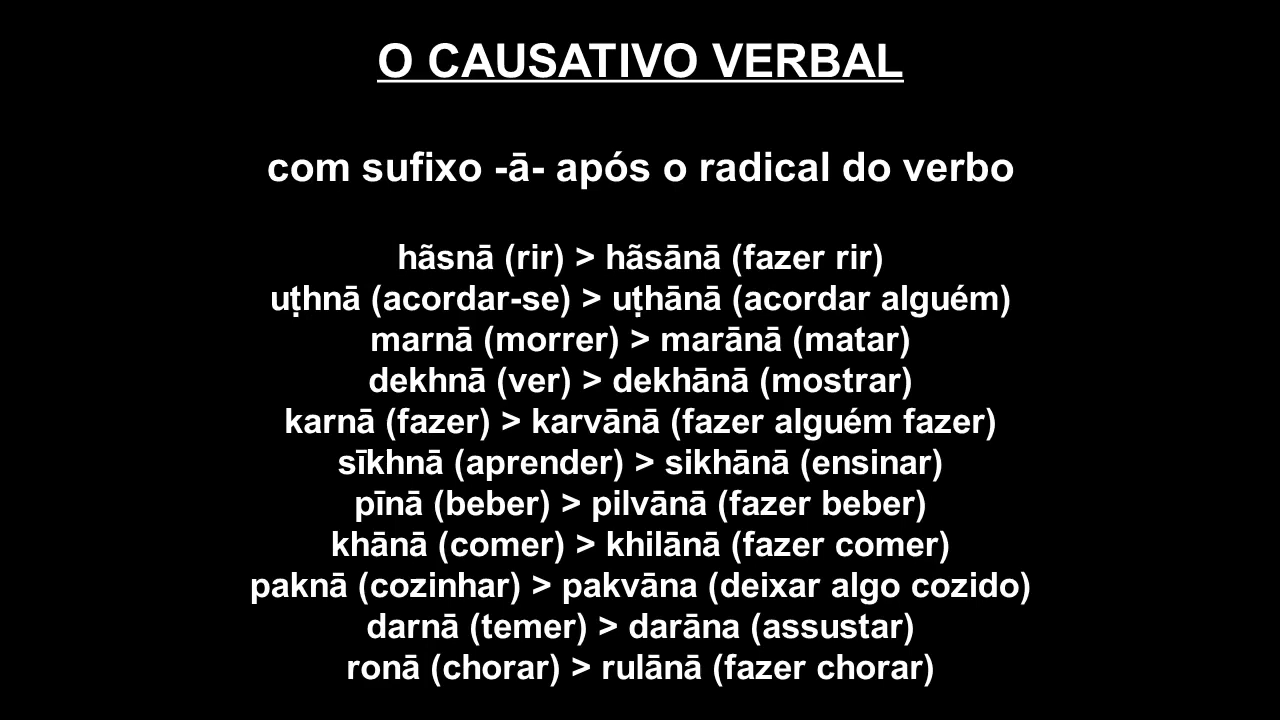 O CAUSATIVO VERBAL
com sufixo -ā- após o radical do verbo
hãsnā (rir) > hãsānā (fazer rir)
uṭhnā (acordar-se) > uṭhānā (acordar alguém)
marnā (morrer) > marānā (matar)
dekhnā (ver) > dekhānā (mostrar)
karnā (fazer) > karvānā (fazer alguém fazer)
sīkhnā (aprender) > sikhānā (ensinar)
pīnā (beber) > pilvānā (fazer beber)
khānā (comer) > khilānā (fazer comer)
paknā (cozinhar) > pakvāna (deixar algo cozido)
darnā (temer) > darāna (assustar)
ronā (chorar) > rulānā (fazer chorar)